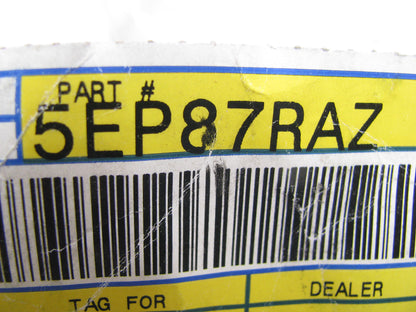 PART #
5EP87RAZ
TAG FOR
DEALER